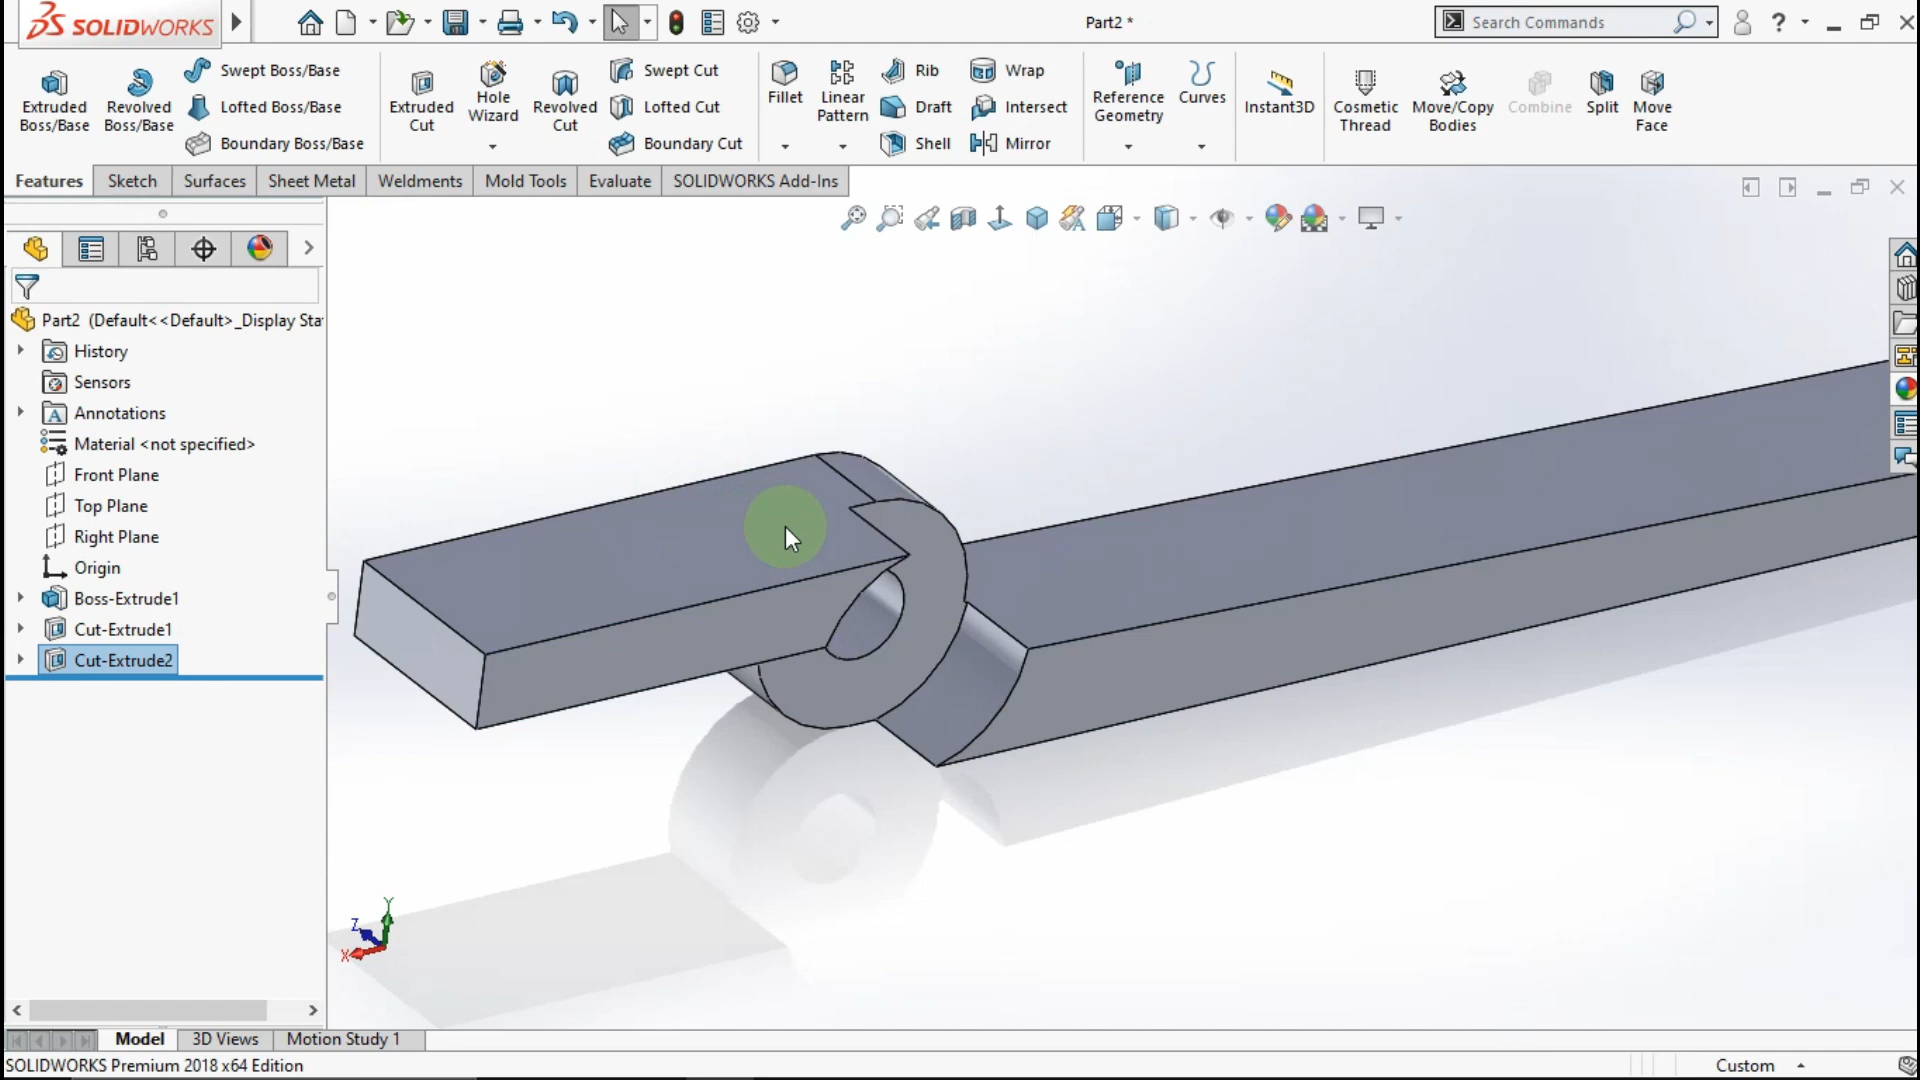 SOLIDWORKS
Part2 *
Search Commands
?
Extruded Boss/Base
Revolved Boss/Base
Swept Boss/Base
Lofted Boss/Base
Boundary Boss/Base
Extruded Cut
Hole Wizard
Revolved Cut
Swept Cut
Lofted Cut
Boundary Cut
Fillet
Linear Pattern
Rib
Draft
Shell
Wrap
Intersect
Mirror
Reference Geometry
Curves
Instant3D
Cosmetic Thread
Move/Copy Bodies
Combine
Split
Move Face
Features
Sketch
Surfaces
Sheet Metal
Weldments
Mold Tools
Evaluate
SOLIDWORKS Add-Ins
Part2 (Default<<Default>_Display Sta
History
Sensors
Annotations
Material <not specified>
Front Plane
Top Plane
Right Plane
Origin
Boss-Extrude1
Cut-Extrude1
Cut-Extrude2
Y
Z
X
Model
3D Views
Motion Study 1
SOLIDWORKS Premium 2018 x64 Edition
Custom